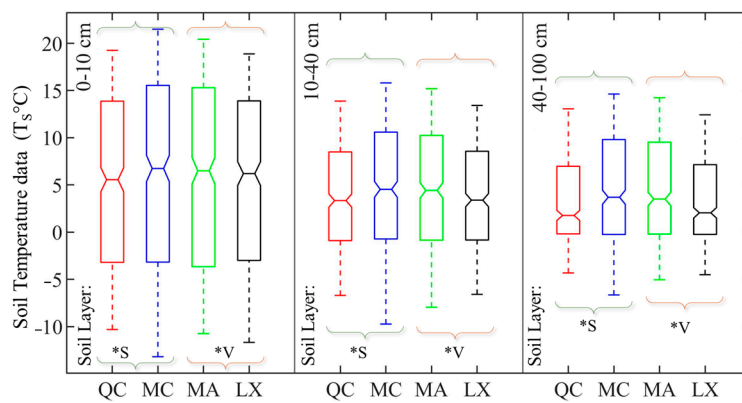 Soil Temperature data (T_S°C)
20
15
10
5
0
-5
-10
Soil Layer: 0-10 cm
*S
*V
Soil Layer: 10-40 cm
*S
*V
Soil Layer: 40-100 cm
*S
*V
QC MC MA LX QC MC MA LX QC MC MA LX